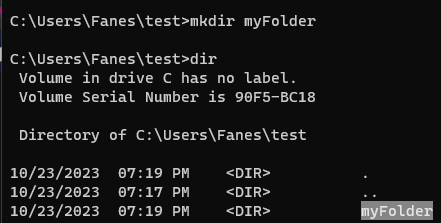 C:\Users\Fanes\test>mkdir myFolder
C:\Users\Fanes\test>dir
Volume in drive C has no label.
Volume Serial Number is 90F5-BC18
Directory of C:\Users\Fanes\test
10/23/2023  07:19 PM    <DIR>          .
10/23/2023  07:17 PM    <DIR>          ..
10/23/2023  07:19 PM    <DIR>          myFolder